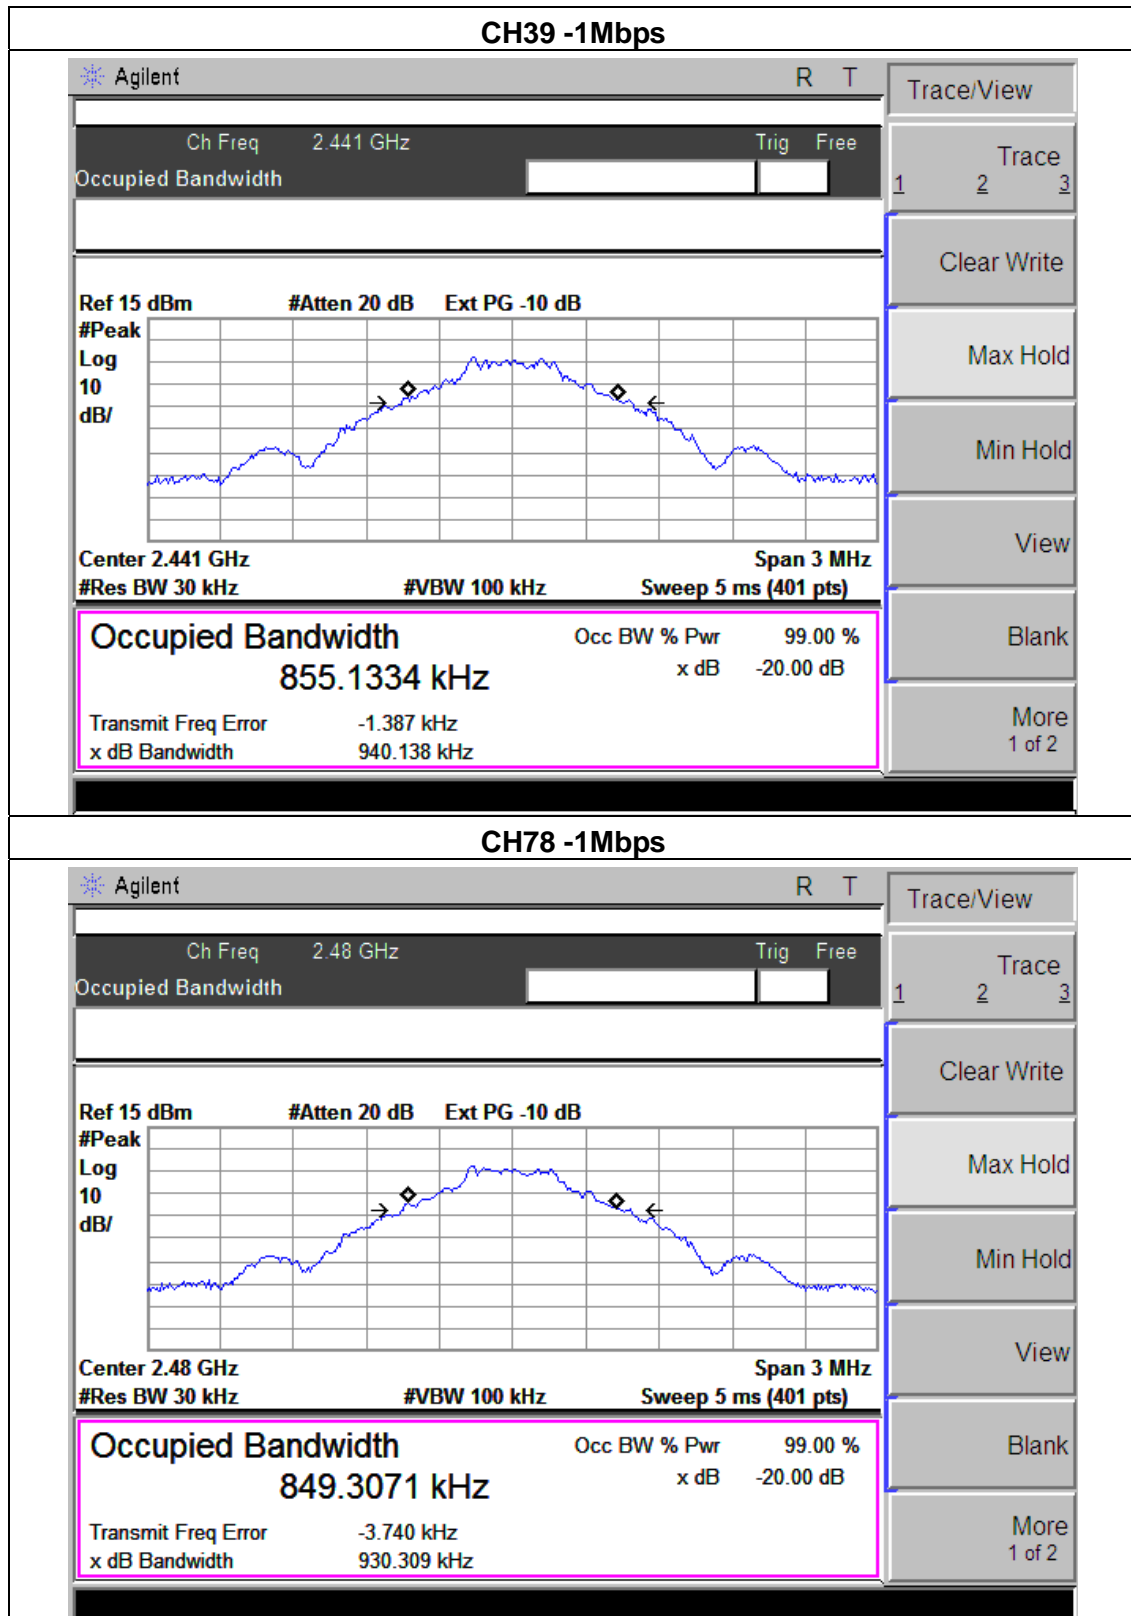 CH39 -1Mbps
Agilent R T
Trace/View
Ch Freq 2.441 GHz Trig Free
Occupied Bandwidth
Trace
1 2 3
Clear Write
Ref 15 dBm #Atten 20 dB Ext PG -10 dB
#Peak
Log
10
dB/
Max Hold
Min Hold
View
Center 2.441 GHz Span 3 MHz
#Res BW 30 kHz #VBW 100 kHz Sweep 5 ms (401 pts)
Occupied Bandwidth Occ BW % Pwr 99.00 %
855.1334 kHz x dB -20.00 dB
Blank
Transmit Freq Error -1.387 kHz
x dB Bandwidth 940.138 kHz
More
1 of 2
CH78 -1Mbps
Agilent R T
Trace/View
Ch Freq 2.48 GHz Trig Free
Occupied Bandwidth
Trace
1 2 3
Clear Write
Ref 15 dBm #Atten 20 dB Ext PG -10 dB
#Peak
Log
10
dB/
Max Hold
Min Hold
View
Center 2.48 GHz Span 3 MHz
#Res BW 30 kHz #VBW 100 kHz Sweep 5 ms (401 pts)
Occupied Bandwidth Occ BW % Pwr 99.00 %
849.3071 kHz x dB -20.00 dB
Blank
Transmit Freq Error -3.740 kHz
x dB Bandwidth 930.309 kHz
More
1 of 2